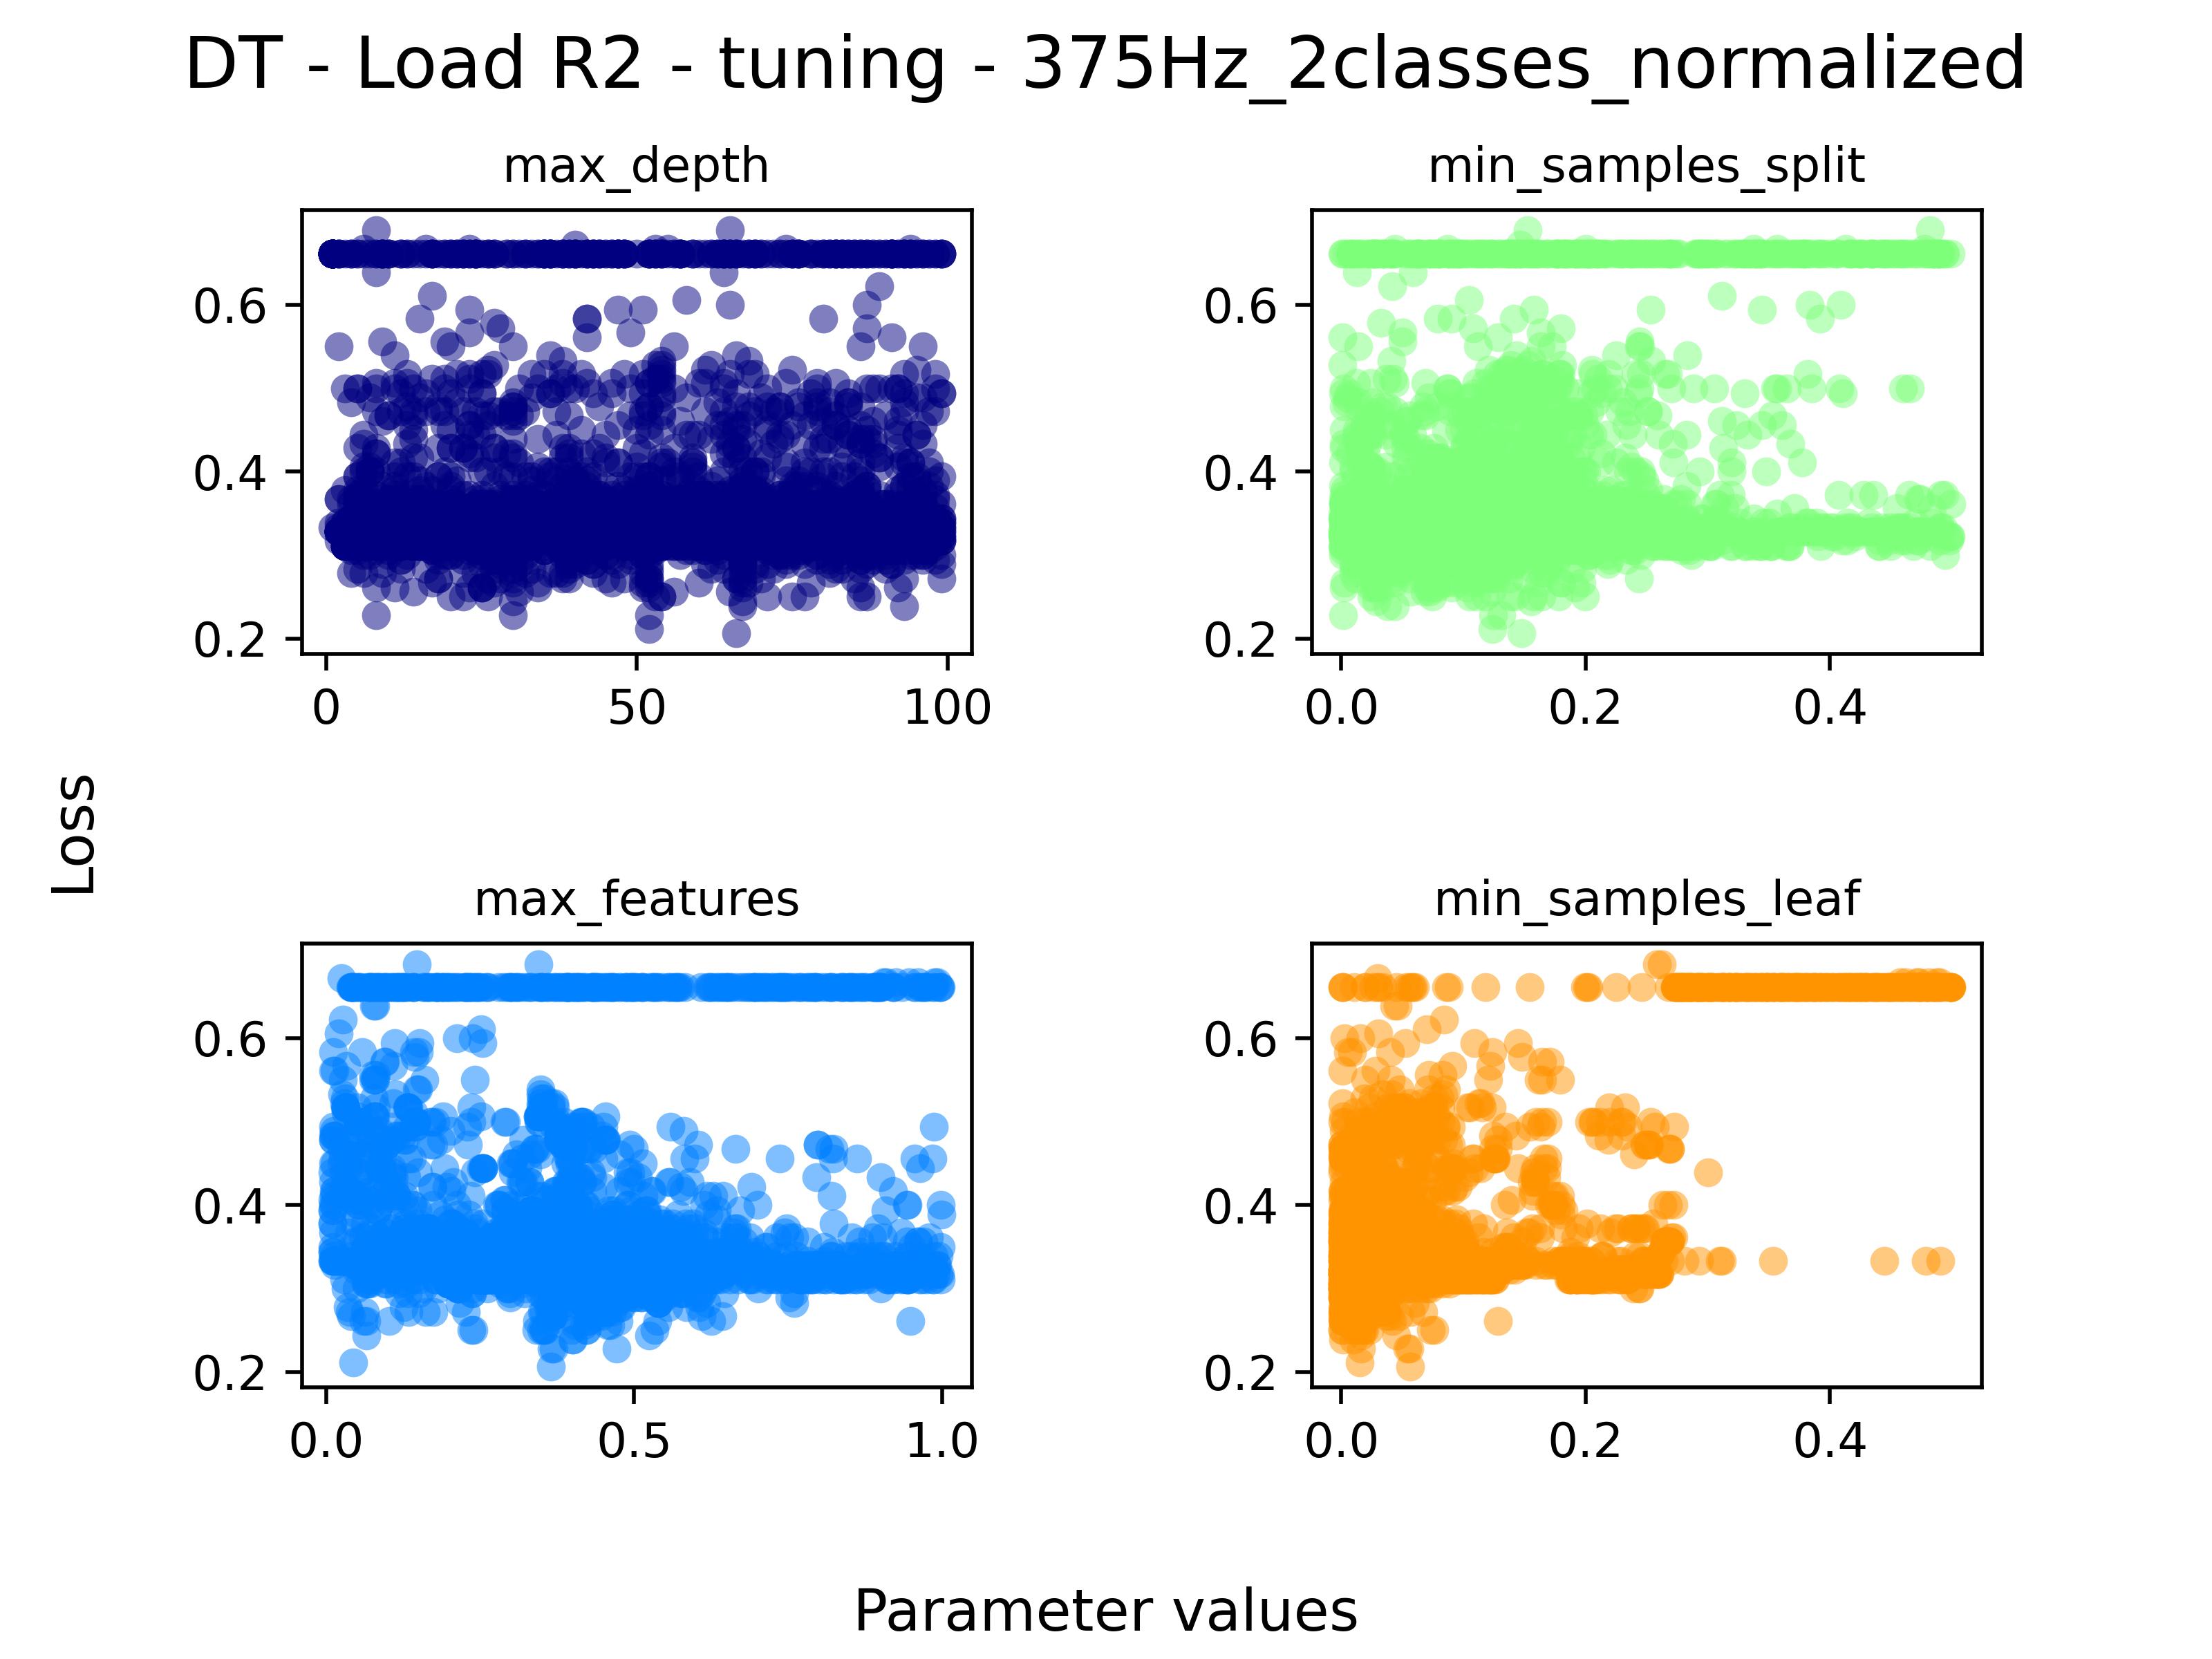 DT - Load R2 - tuning - 375Hz_2classes_normalized
max_depth
min_samples_split
0.6
0.4
0.2
0 50 100
0.6
0.4
0.2
0.0 0.2 0.4
Loss
max_features
min_samples_leaf
0.6
0.4
0.2
0.0 0.5 1.0
0.6
0.4
0.2
0.0 0.2 0.4
Parameter values